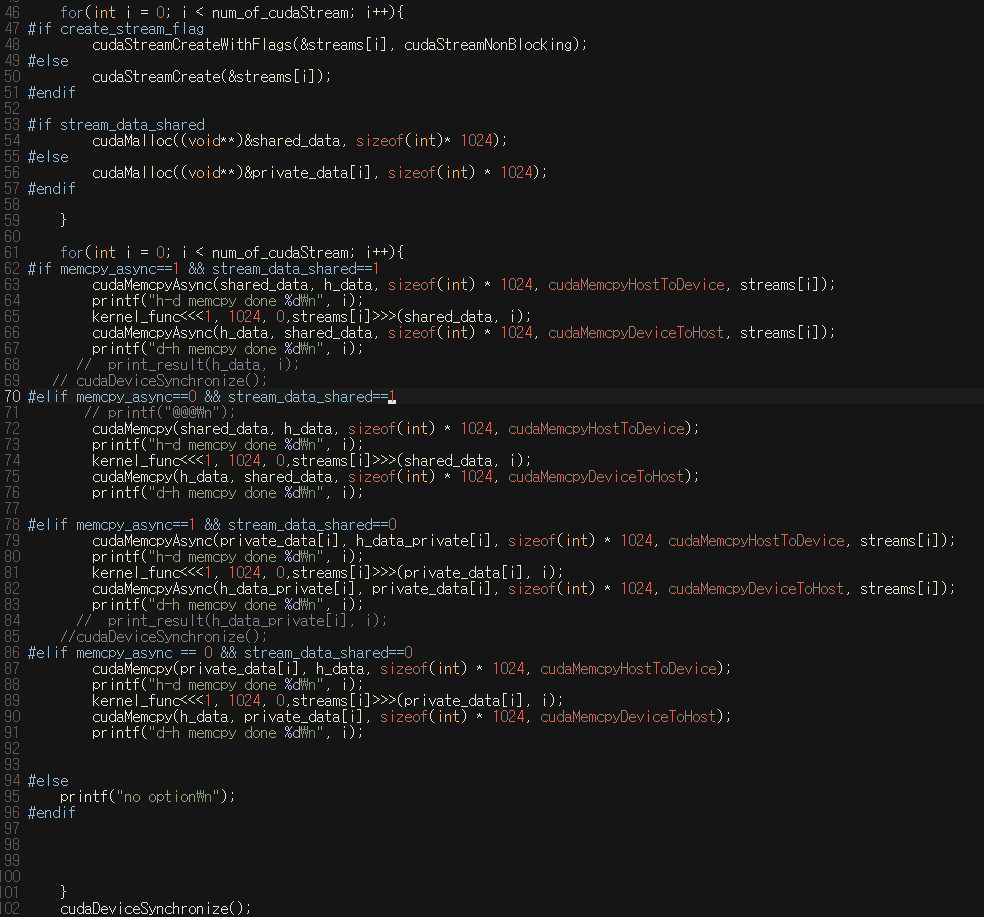 46     for(int i = 0; i < num_of_cudaStream; i++){
47 #if create_stream_flag
48         cudaStreamCreateWithFlags(&streams[i], cudaStreamNonBlocking);
49 #else
50         cudaStreamCreate(&streams[i]);
51 #endif
52
53 #if stream_data_shared
54         cudaMalloc((void**)&shared_data, sizeof(int)* 1024);
55 #else
56         cudaMalloc((void**)&private_data[i], sizeof(int) * 1024);
57 #endif
58
59     }
60
61     for(int i = 0; i < num_of_cudaStream; i++){
62 #if memcpy_async==1 && stream_data_shared==1
63         cudaMemcpyAsync(shared_data, h_data, sizeof(int) * 1024, cudaMemcpyHostToDevice, streams[i]);
64         printf("h-d memcpy done %d₩n", i);
65         kernel_func<<<1, 1024, 0,streams[i]>>>(shared_data, i);
66         cudaMemcpyAsync(h_data, shared_data, sizeof(int) * 1024, cudaMemcpyDeviceToHost, streams[i]);
67         printf("d-h memcpy done %d₩n", i);
68       //  print_result(h_data, i);
69    // cudaDeviceSynchronize();
70 #elif memcpy_async==0 && stream_data_shared==1
71        // printf("@@@₩n");
72         cudaMemcpy(shared_data, h_data, sizeof(int) * 1024, cudaMemcpyHostToDevice);
73         printf("h-d memcpy done %d₩n", i);
74         kernel_func<<<1, 1024, 0,streams[i]>>>(shared_data, i);
75         cudaMemcpy(h_data, shared_data, sizeof(int) * 1024, cudaMemcpyDeviceToHost);
76         printf("d-h memcpy done %d₩n", i);
77
78 #elif memcpy_async==1 && stream_data_shared==0
79         cudaMemcpyAsync(private_data[i], h_data_private[i], sizeof(int) * 1024, cudaMemcpyHostToDevice, streams[i]);
80         printf("h-d memcpy done %d₩n", i);
81         kernel_func<<<1, 1024, 0,streams[i]>>>(private_data[i], i);
82         cudaMemcpyAsync(h_data_private[i], private_data[i], sizeof(int) * 1024, cudaMemcpyDeviceToHost, streams[i]);
83         printf("d-h memcpy done %d₩n", i);
84       //  print_result(h_data_private[i], i);
85     //cudaDeviceSynchronize();
86 #elif memcpy_async == 0 && stream_data_shared==0
87         cudaMemcpy(private_data[i], h_data, sizeof(int) * 1024, cudaMemcpyHostToDevice);
88         printf("h-d memcpy done %d₩n", i);
89         kernel_func<<<1, 1024, 0,streams[i]>>>(private_data[i], i);
90         cudaMemcpy(h_data, private_data[i], sizeof(int) * 1024, cudaMemcpyDeviceToHost);
91         printf("d-h memcpy done %d₩n", i);
92
93
94 #else
95     printf("no option₩n");
96 #endif
97
98
99
100
101     }
102     cudaDeviceSynchronize();